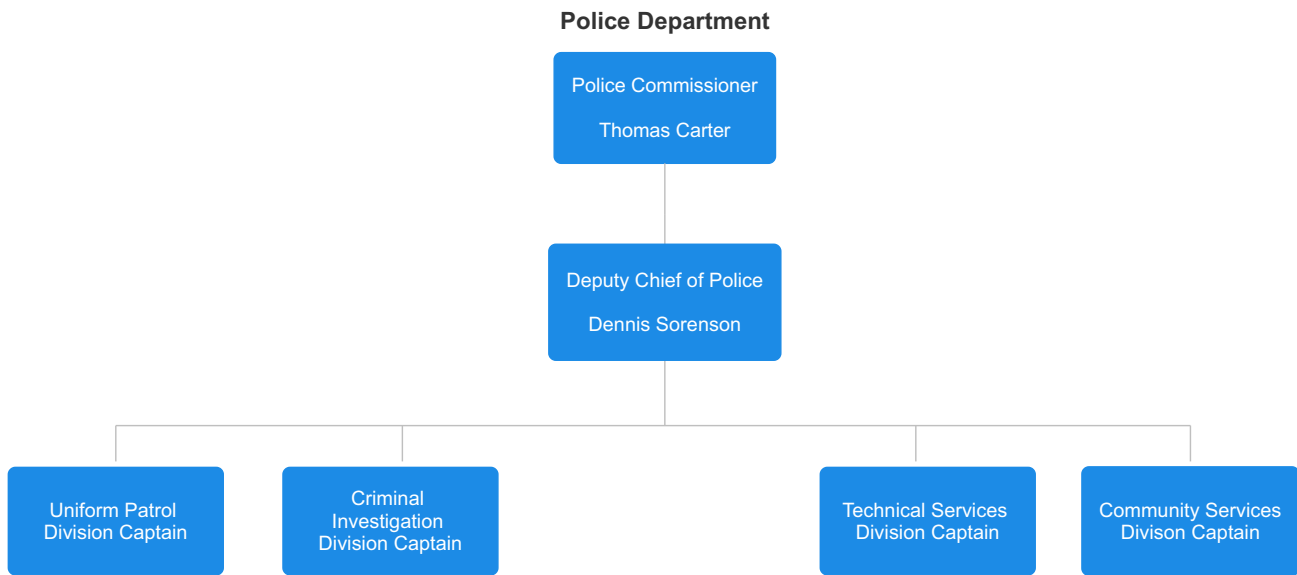 Police Department
Police Commissioner
Thomas Carter
Deputy Chief of Police
Dennis Sorenson
Uniform Patrol
Division Captain
Criminal
Investigation
Division Captain
Technical Services
Division Captain
Community Services
Divison Captain